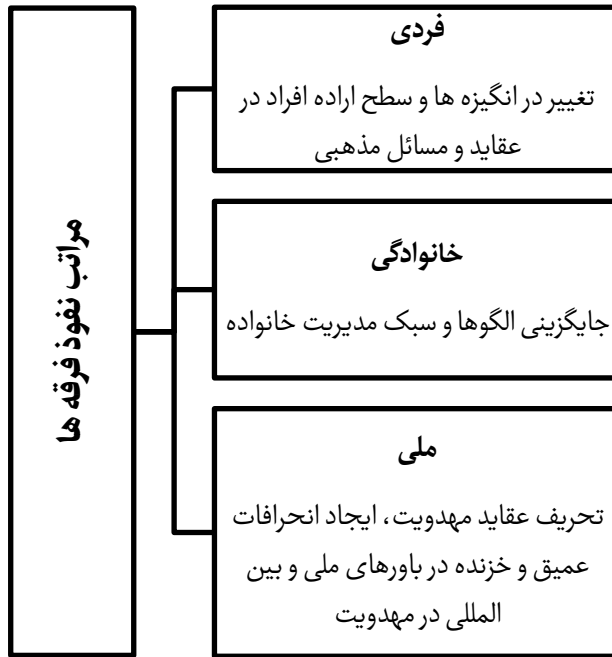 مراتب نفوذ فرقه ها
فردی
تغییر در انگیزه ها و سطح اراده افراد در
عقاید و مسائل مذهبی
خانوادگی
جایگزینی الگوها و سبک مدیریت خانواده
ملی
تحریف عقاید مهدویت، ایجاد انحرافات
عمیق و خزنده در باورهای ملی و بین
المللی در مهدویت